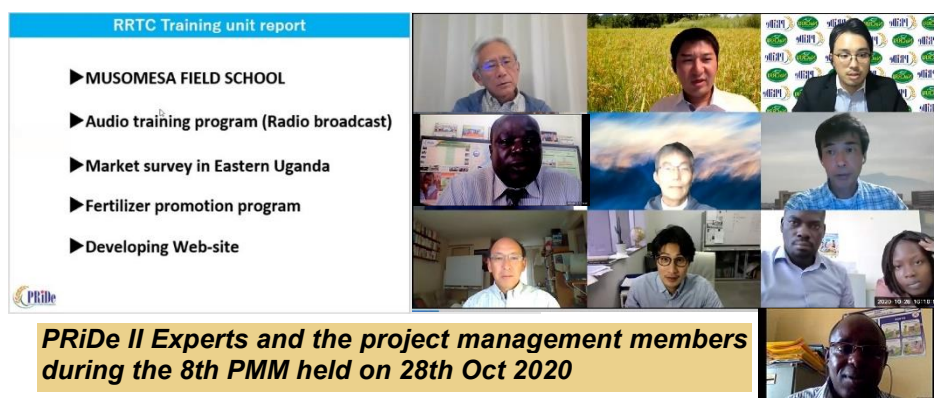 RRTC Training unit report
▶MUSOMESA FIELD SCHOOL
▶Audio training program (Radio broadcast)
▶Market survey in Eastern Uganda
▶Fertilizer promotion program
▶Developing Web-site
PRiDe
PRiDe II Experts and the project management members
during the 8th PMM held on 28th Oct 2020